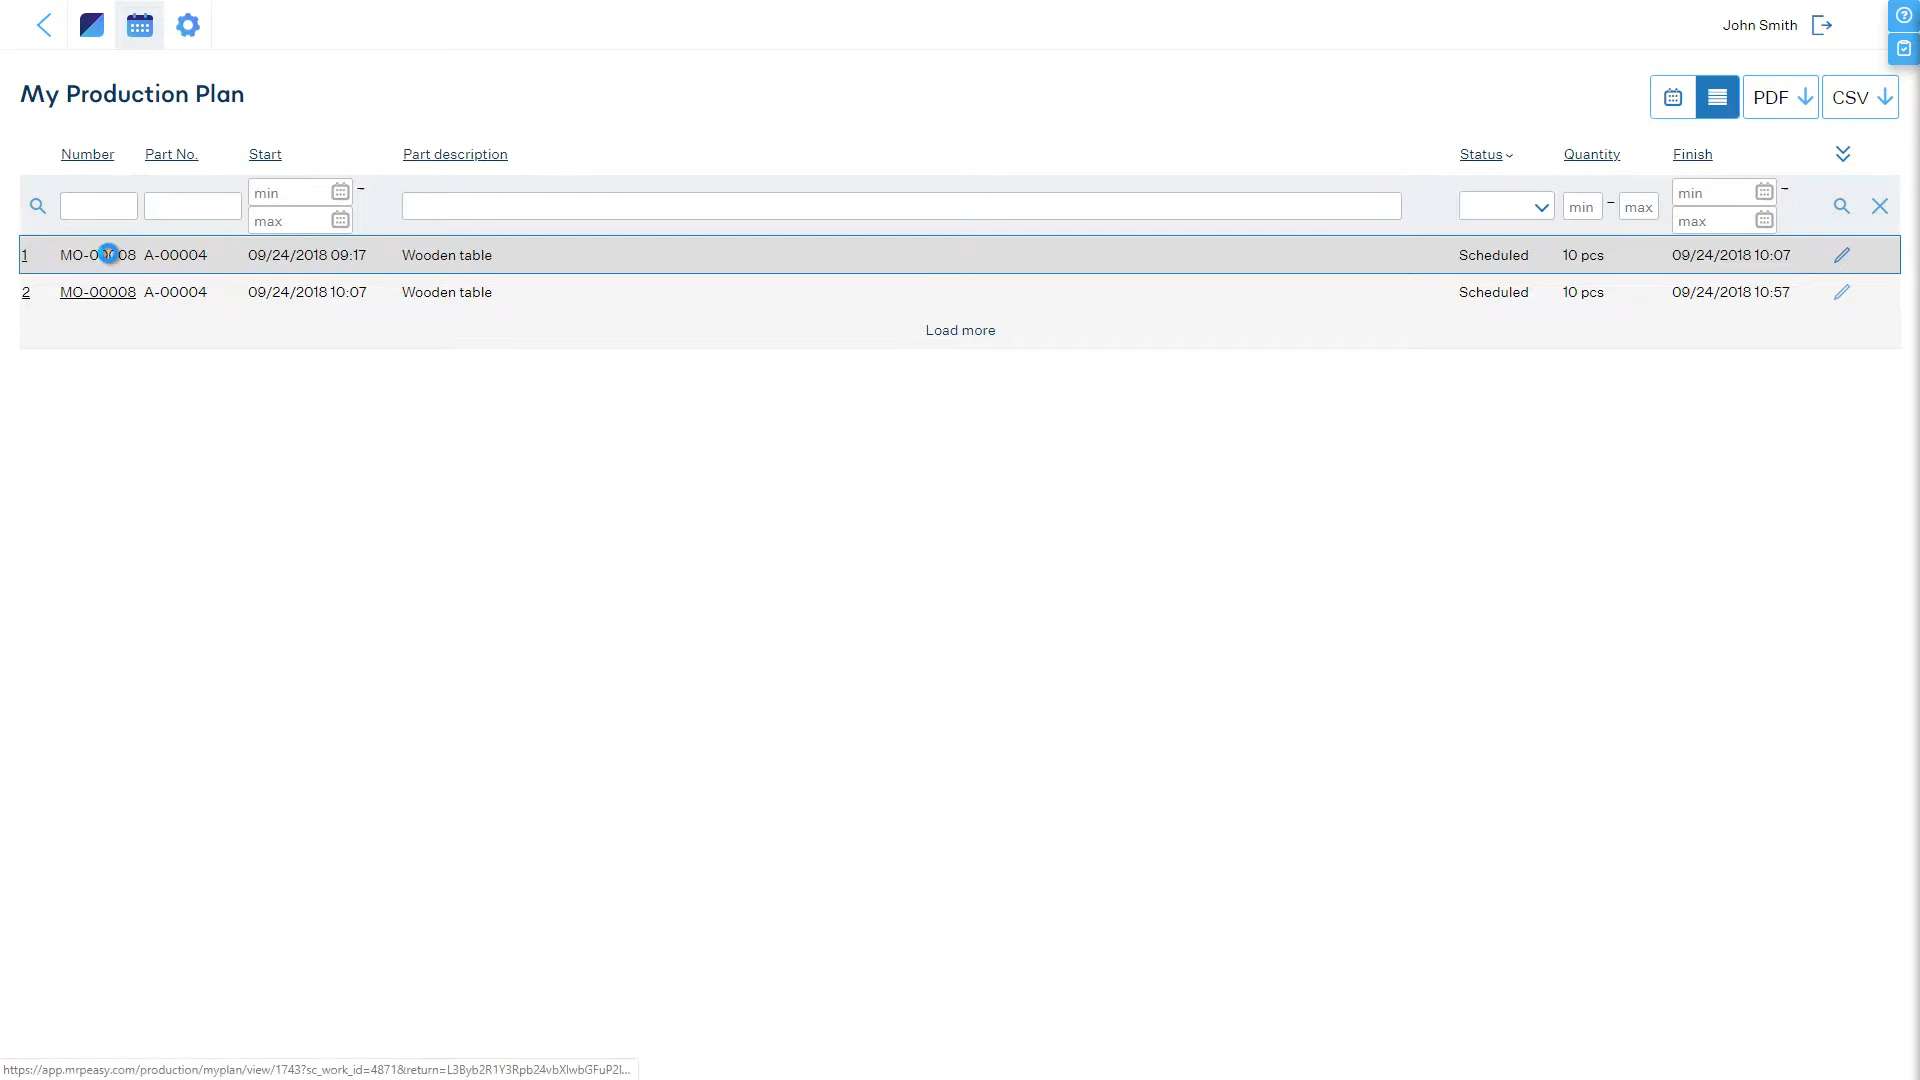 John Smith
My Production Plan
PDF
CSV
Number Part No. Start Part description Status Quantity Finish
min – min – max min –
max max
1 MO-00008 A-00004 09/24/2018 09:17 Wooden table Scheduled 10 pcs 09/24/2018 10:07
2 MO-00008 A-00004 09/24/2018 10:07 Wooden table Scheduled 10 pcs 09/24/2018 10:57
Load more
https://app.mrpeasy.com/production/myplan/view/1743?sc_work_id=4871&return=L3Byb2R1Y3Rpb24vbXlwbGFuP2l...